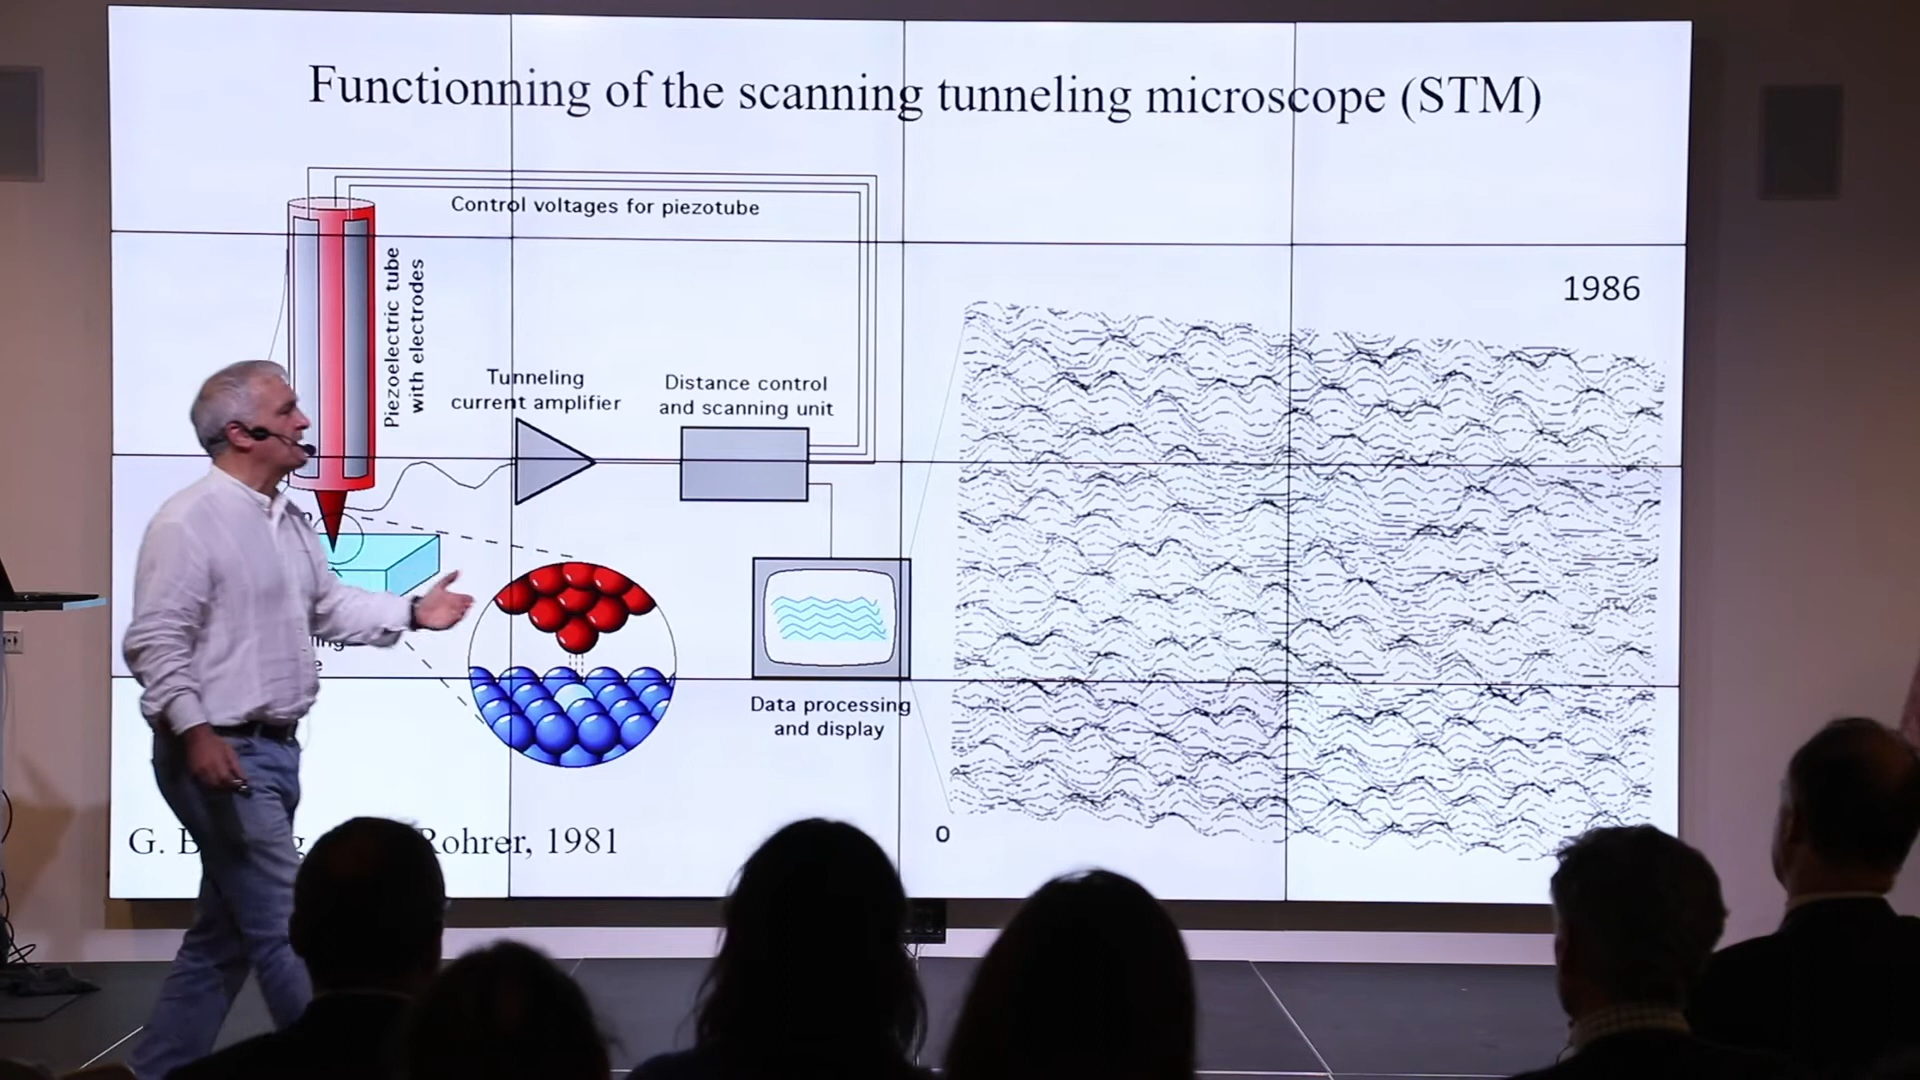 Functionning of the scanning tunneling microscope (STM)
Control voltages for piezotube
Piezoelectric tube
with electrodes
Tunneling
current amplifier
Distance control
and scanning unit
1986
Data processing
and display
G. Rohrer, 1981
0